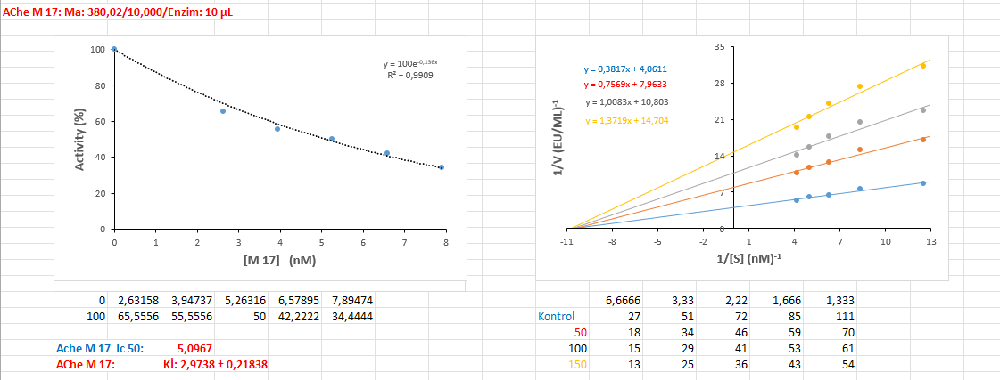 AChe M 17: Ma: 380,02/10,000/Enzim: 10 µL
Activity (%)
100
80
60
40
20
0
y = 100e-0,136x
R² = 0,9909
0 1 2 3 4 5 6 7 8
[M 17] (nM)
1/V (EU/ML)-1
35
28
21
14
7
0
y = 0,3817x + 4,0611
y = 0,7569x + 7,9633
y = 1,0083x + 10,803
y = 1,3719x + 14,704
-11 -8 -5 -2 1 4 7 10 13
1/[S] (nM)-1
0 2,63158 3,94737 5,26316 6,57895 7,89474
100 65,5556 55,5556 50 42,2222 34,4444
Ache M 17 Ic 50: 5,0967
AChe M 17: Kİ: 2,9738 ± 0,21838
6,6666 3,33 2,22 1,666 1,333
Kontrol 27 51 72 85 111
50 18 34 46 59 70
100 15 29 41 53 61
150 13 25 36 43 54